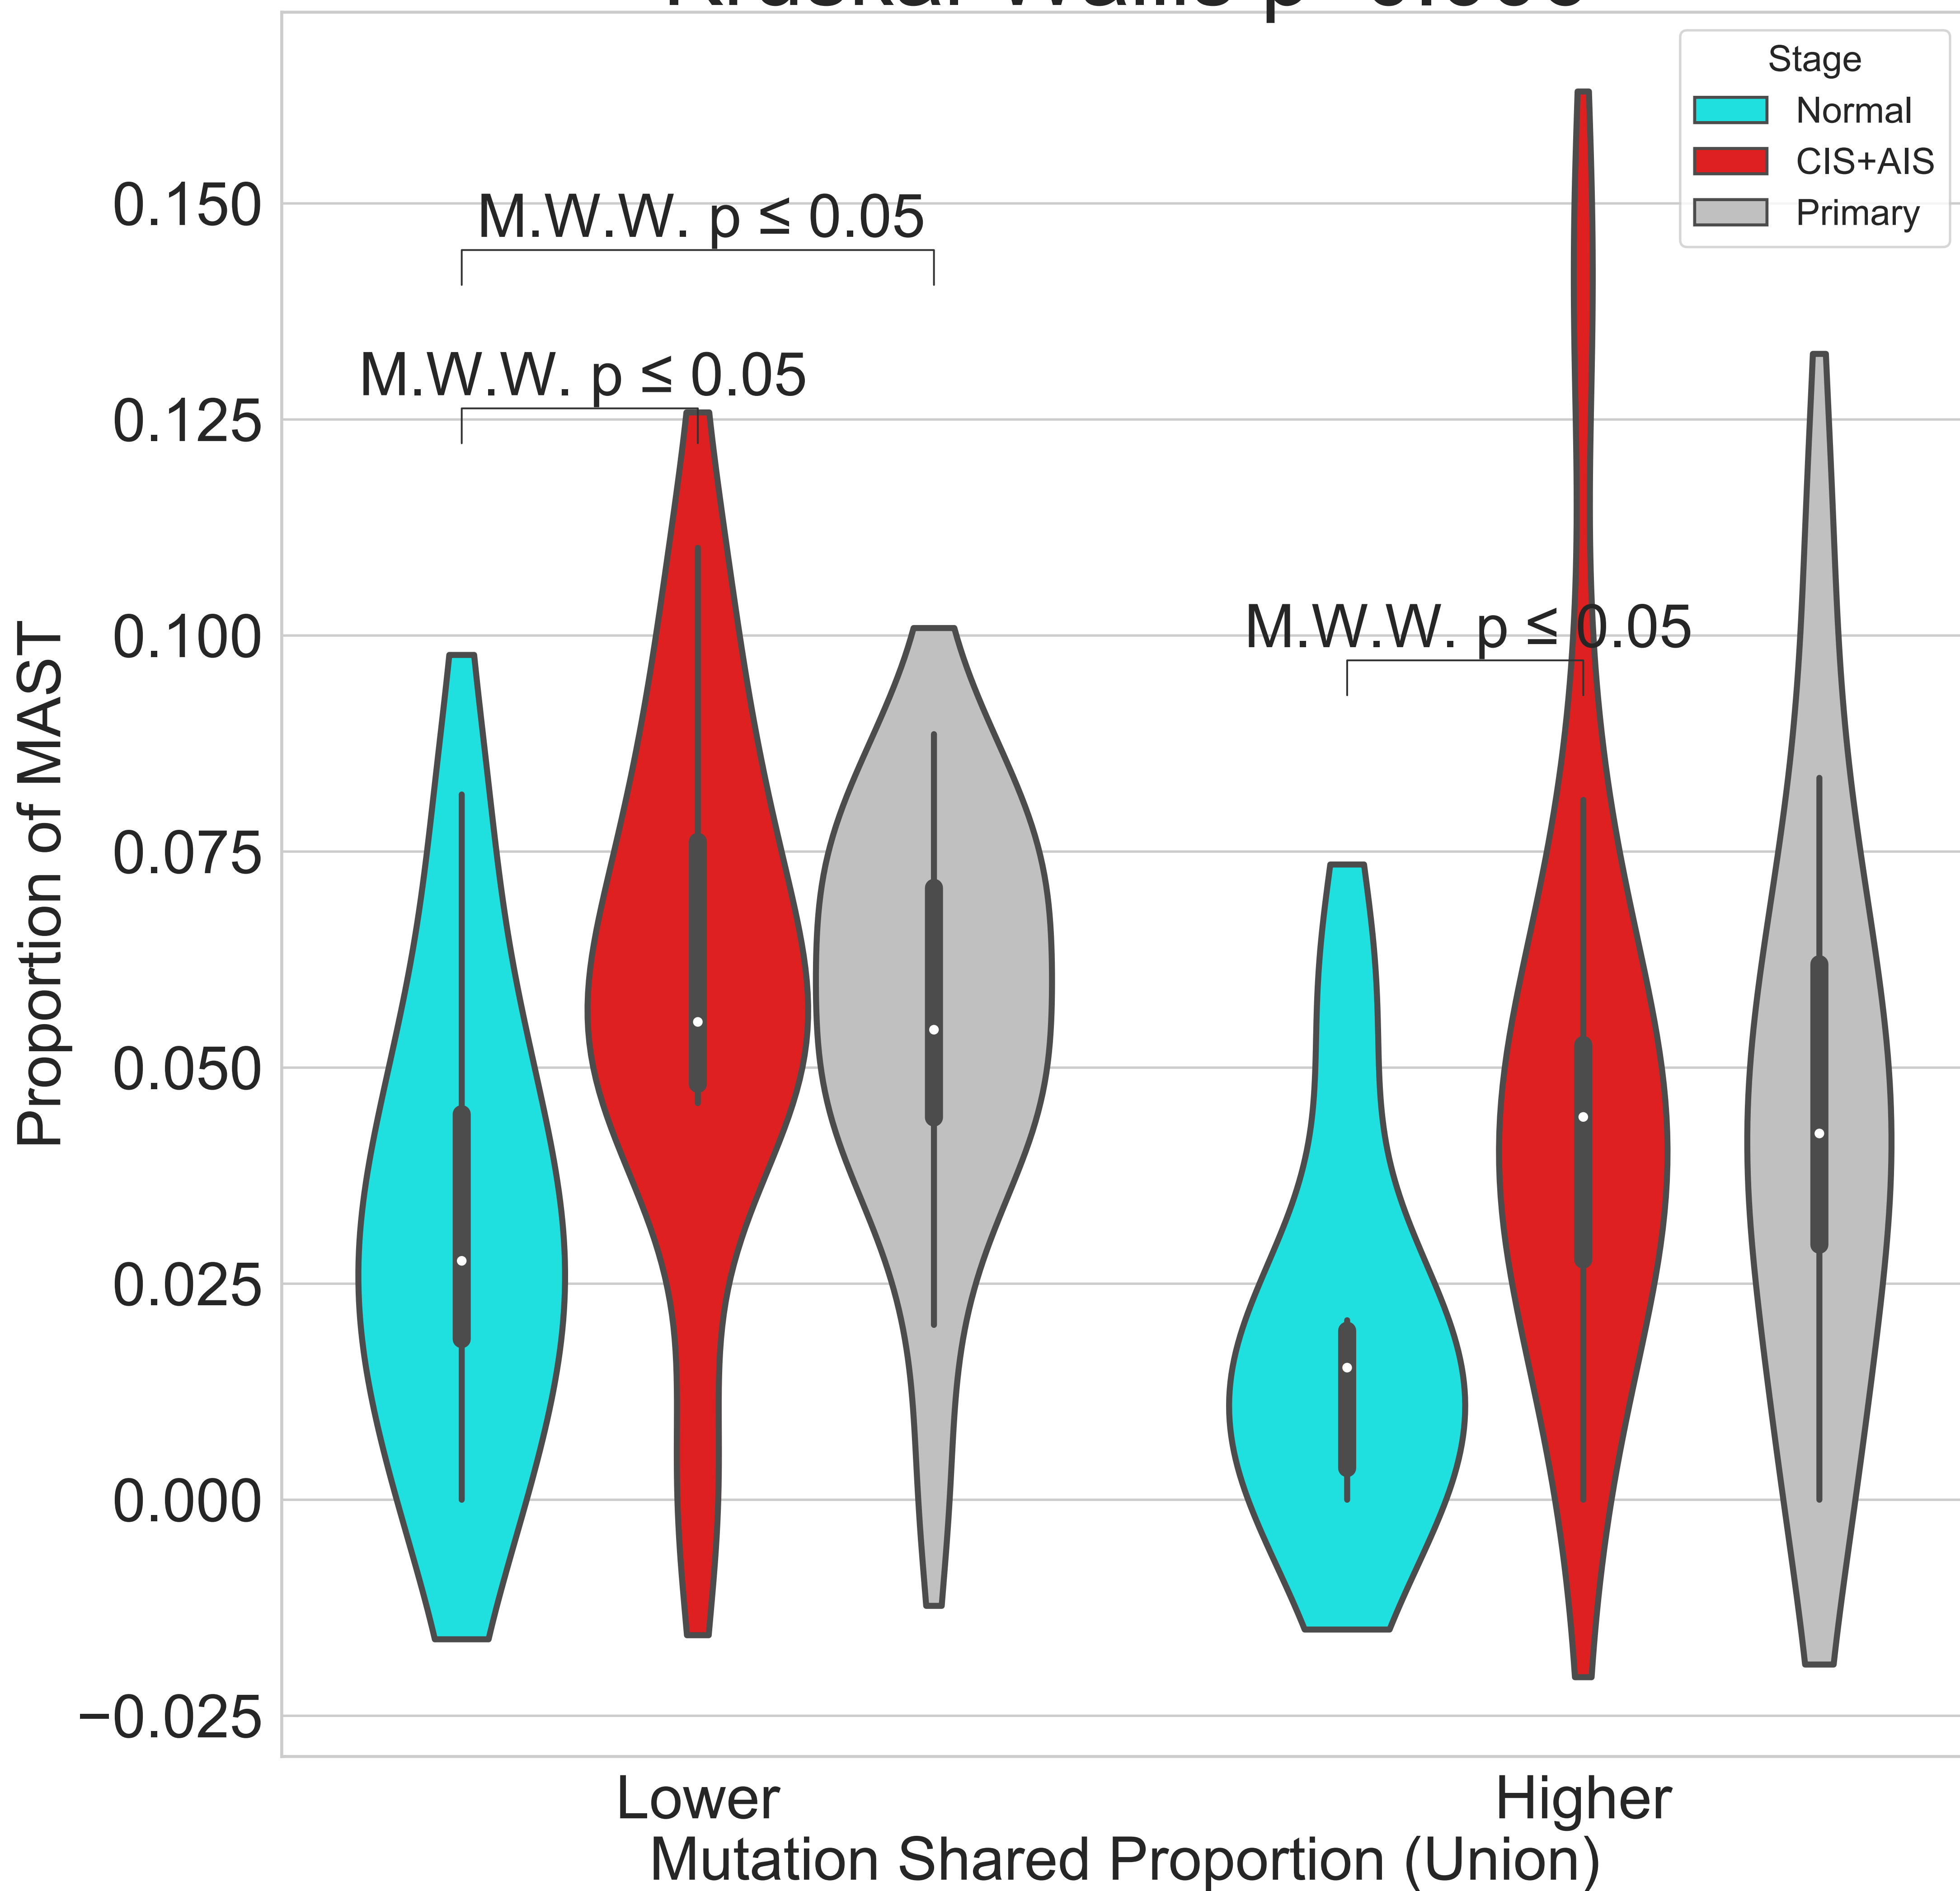 Stage
Normal
CIS+AIS
Primary
M.W.W. p ≤ 0.05
M.W.W. p ≤ 0.05
M.W.W. p ≤ 0.05
Proportion of MAST
0.150
0.125
0.100
0.075
0.050
0.025
0.000
−0.025
Lower Higher
Mutation Shared Proportion (Union)